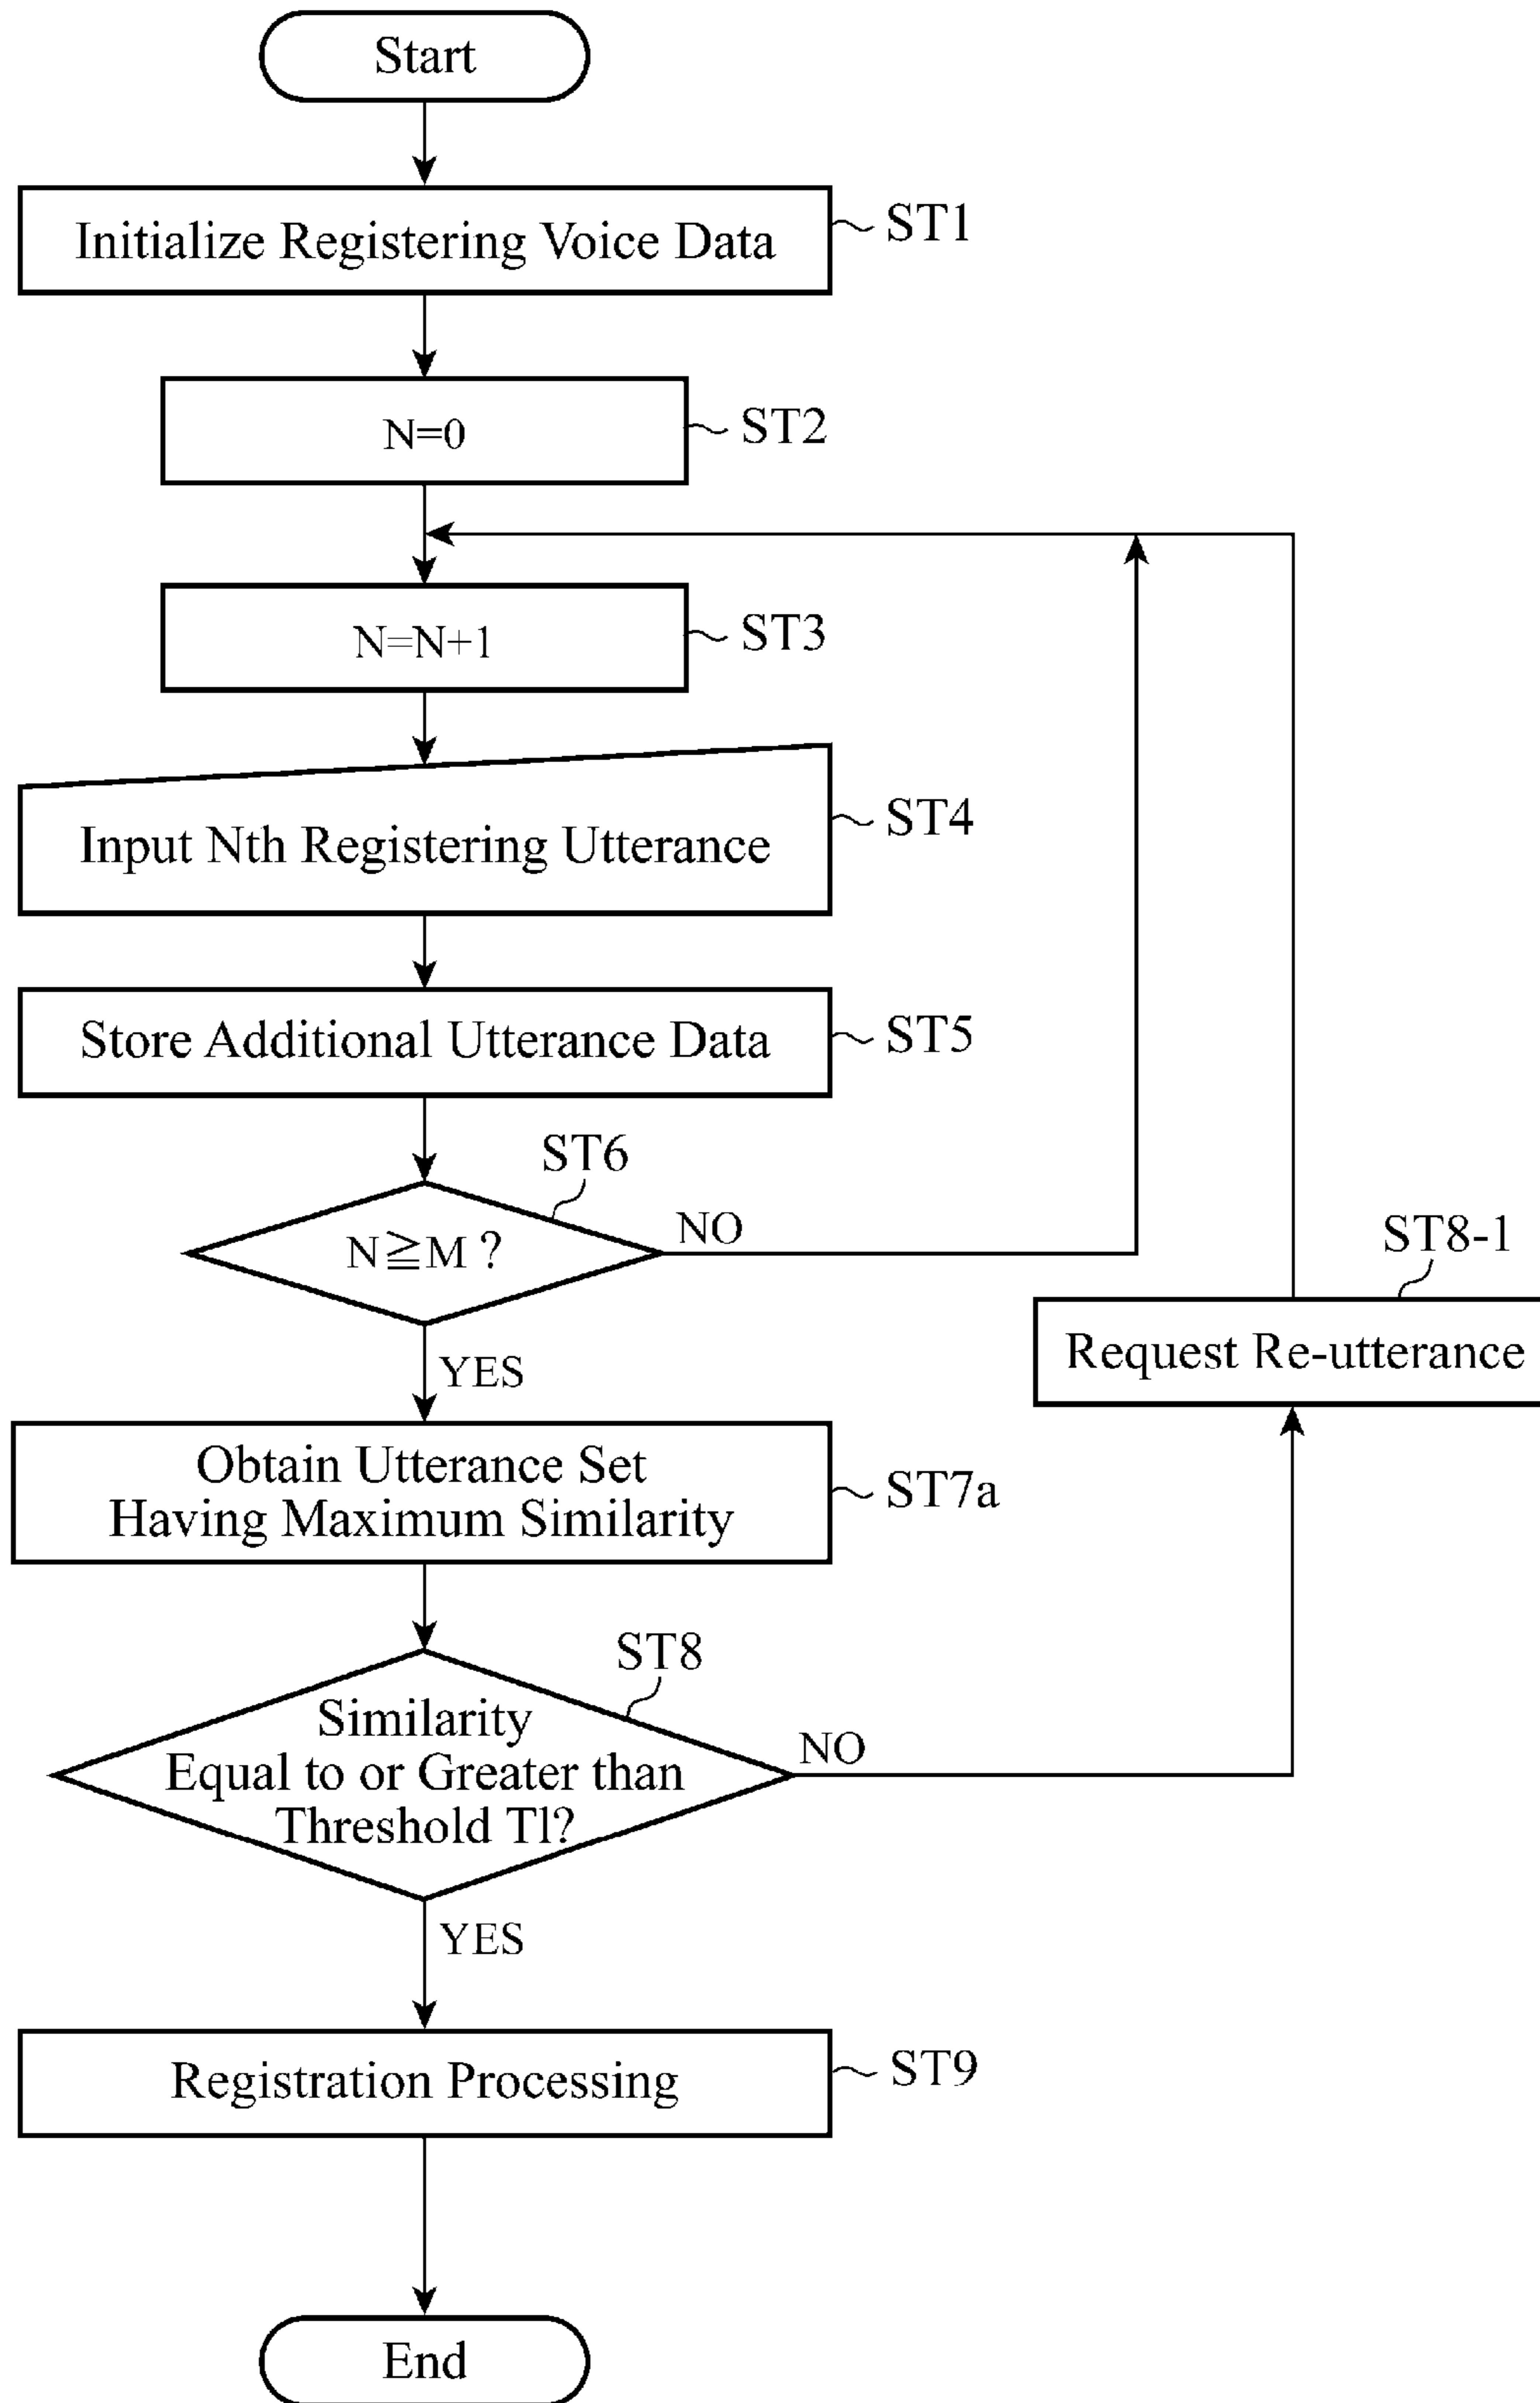 Start
Initialize Registering Voice Data
ST1
N=0
ST2
N=N+1
ST3
Input Nth Registering Utterance
ST4
Store Additional Utterance Data
ST5
ST6
N≧M ?
NO
YES
ST8-1
Request Re-utterance
Obtain Utterance Set
Having Maximum Similarity
ST7a
ST8
Similarity
Equal to or Greater than
Threshold Tl?
NO
YES
Registration Processing
ST9
End